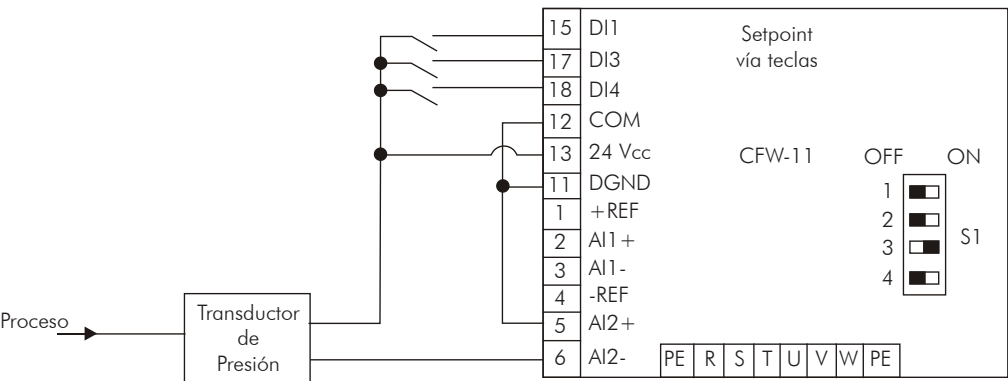 15 DI1
17 DI3
18 DI4
12 COM
13 24 Vcc
11 DGND
1 +REF
2 AI1+
3 AI1-
4 -REF
5 AI2+
6 AI2-
Setpoint
vía teclas
CFW-11
OFF ON
1
2
3
4
S1
PE R S T U V W PE
Proceso
Transductor
de
Presión